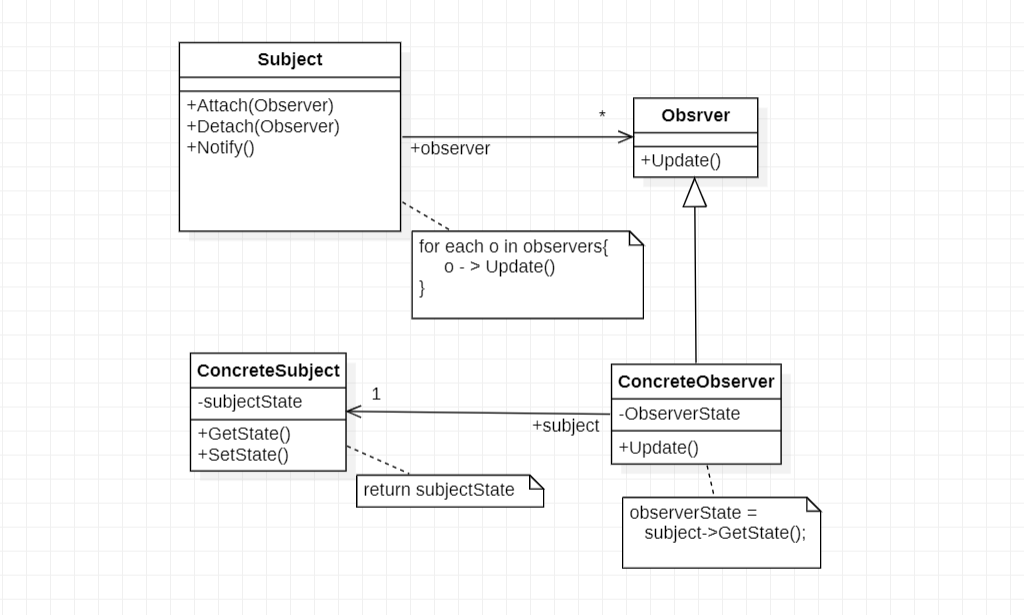 Subject
+Attach(Observer)
+Detach(Observer)
+Notify()
*
+observer
Obsrver
+Update()
for each o in observers{
o - > Update()
}
ConcreteSubject
-subjectState
+GetState()
+SetState()
1
+subject
ConcreteObserver
-ObserverState
+Update()
return subjectState
observerState =
subject->GetState();